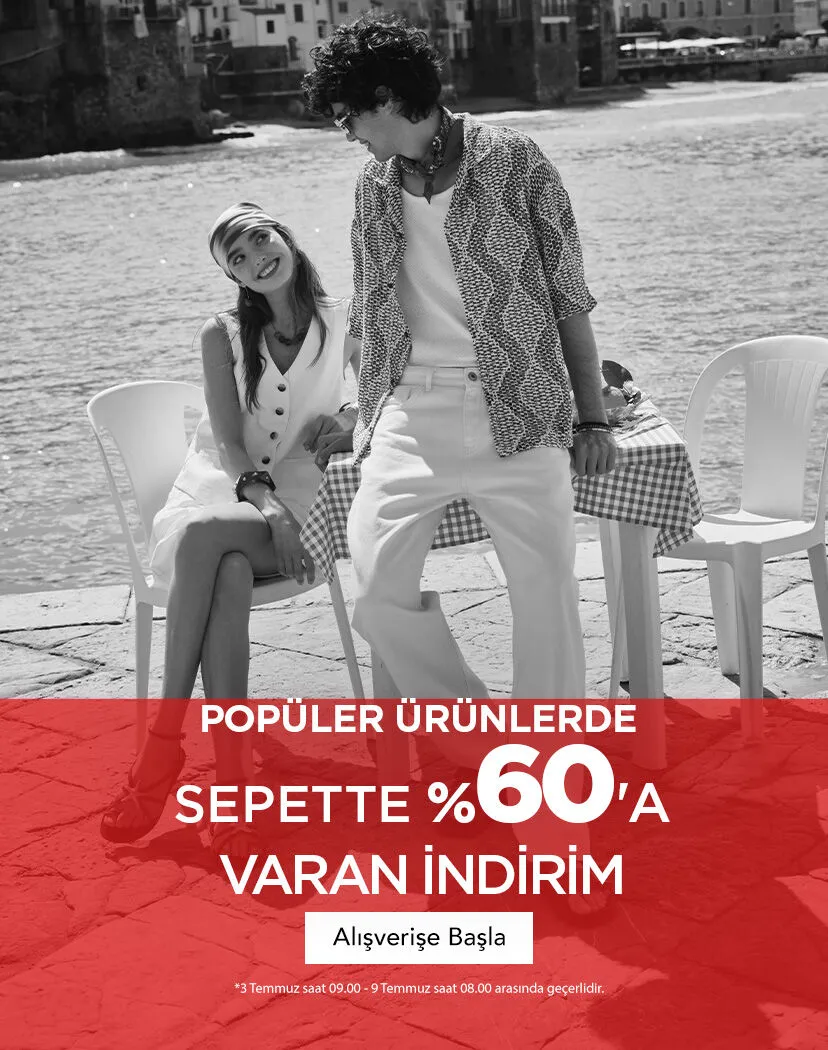 POPÜLER ÜRÜNLERDE
SEPETTE %60'A
VARAN İNDİRİM
Alışverişe Başla
*3 Temmuz saat 09.00 - 9 Temmuz saat 08.00 arasında geçerlidir.